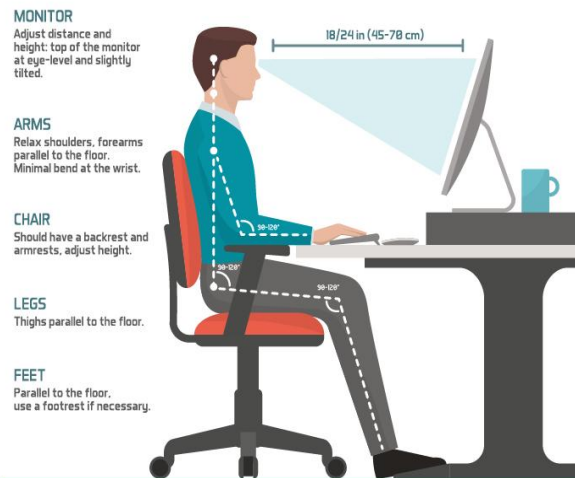 MONITOR
Adjust distance and
height: top of the monitor
at eye-level and slightly
tilted.
ARMS
Relax shoulders, forearms
parallel to the floor.
Minimal bend at the wrist.
CHAIR
Should have a backrest and
armrests, adjust height.
LEGS
Thighs parallel to the floor.
FEET
Parallel to the floor,
use a footrest if necessary.
18/24 in (45-70 cm)
90-120°
90-120°
90-120°